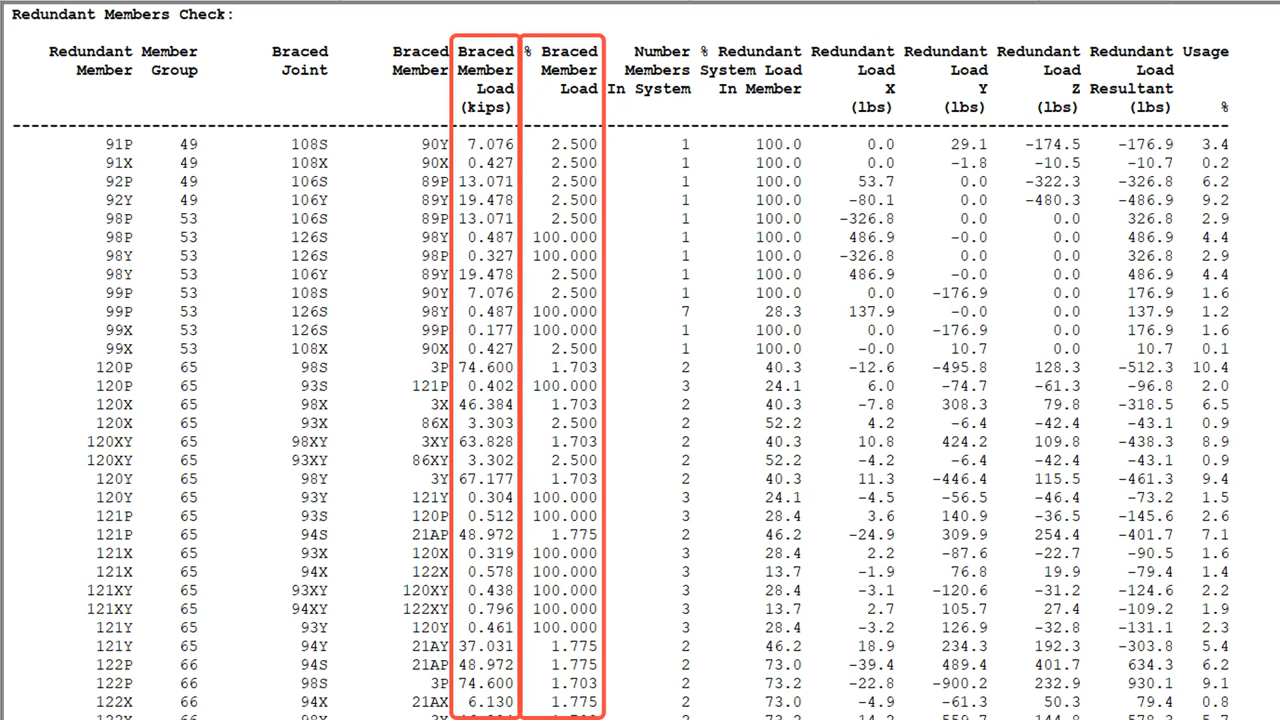 Redundant Members Check:
Redundant Member Braced Braced Braced % Braced Number % Redundant Redundant Redundant Redundant Redundant Usage
Member Group Joint Member Member Member Members System Load Load Load Load Load
Load Load In System In Member X Y Z Resultant
(kips) (lbs) (lbs) (lbs) (lbs) %
91P 49 108S 90Y 7.076 2.500 1 100.0 0.0 29.1 -174.5 -176.9 3.4
91X 49 108X 90X 0.427 2.500 1 100.0 0.0 -1.8 -10.5 -10.7 0.2
92P 49 106S 89P 13.071 2.500 1 100.0 53.7 0.0 -322.3 -326.8 6.2
92Y 49 106Y 89Y 19.478 2.500 1 100.0 -80.1 0.0 -480.3 -486.9 9.2
98P 53 106S 89P 13.071 2.500 1 100.0 -326.8 0.0 0.0 326.8 2.9
98P 53 126S 98Y 0.487 100.000 1 100.0 486.9 -0.0 0.0 486.9 4.4
98Y 53 126S 98P 0.327 100.000 1 100.0 -326.8 0.0 0.0 326.8 2.9
98Y 53 106Y 89Y 19.478 2.500 1 100.0 486.9 -0.0 0.0 486.9 4.4
99P 53 108S 90Y 7.076 2.500 1 100.0 0.0 -176.9 0.0 176.9 1.6
99P 53 126S 98Y 0.487 100.000 7 28.3 137.9 -0.0 0.0 137.9 1.2
99X 53 126S 99P 0.177 100.000 1 100.0 0.0 -176.9 0.0 176.9 1.6
99X 53 108X 90X 0.427 2.500 1 100.0 -0.0 10.7 0.0 10.7 0.1
120P 65 98S 3P 74.600 1.703 2 40.3 -12.6 -495.8 128.3 -512.3 10.4
120P 65 93S 121P 0.402 100.000 3 24.1 6.0 -74.7 -61.3 -96.8 2.0
120X 65 98X 3X 46.384 1.703 2 40.3 -7.8 308.3 79.8 -318.5 6.5
120X 65 93X 86X 3.303 2.500 2 52.2 4.2 -6.4 -42.4 -43.1 0.9
120XY 65 98XY 3XY 63.828 1.703 2 40.3 10.8 424.2 109.8 -438.3 8.9
120XY 65 93XY 86XY 3.302 2.500 2 52.2 -4.2 -6.4 -42.4 -43.1 0.9
120Y 65 98Y 3Y 67.177 1.703 2 40.3 11.3 -446.4 115.5 -461.3 9.4
120Y 65 93Y 121Y 0.304 100.000 3 24.1 -4.5 -56.5 -46.4 -73.2 1.5
121P 65 93S 120P 0.512 100.000 3 28.4 3.6 140.9 -36.5 -145.6 2.6
121P 65 94S 21AP 48.972 1.775 2 46.2 -24.9 309.9 254.4 -401.7 7.1
121X 65 93X 120X 0.319 100.000 3 28.4 2.2 -87.6 -22.7 -90.5 1.6
121X 65 94X 122X 0.578 100.000 3 13.7 -1.9 76.8 19.9 -79.4 1.4
121XY 65 93XY 120XY 0.438 100.000 3 28.4 -3.1 -120.6 -31.2 -124.6 2.2
121XY 65 94XY 122XY 0.796 100.000 3 13.7 2.7 105.7 27.4 -109.2 1.9
121Y 65 93Y 120Y 0.461 100.000 3 28.4 -3.2 126.9 -32.8 -131.1 2.3
121Y 65 94Y 21AY 37.031 1.775 2 46.2 18.9 234.3 192.3 -303.8 5.4
122P 66 94S 21AP 48.972 1.775 2 73.0 -39.4 489.4 401.7 634.3 6.2
122P 66 98S 3P 74.600 1.703 2 73.2 -22.8 -900.2 232.9 930.1 9.1
122X 66 94X 21AX 6.130 1.775 2 73.0 -4.9 -61.3 50.3 79.4 0.8